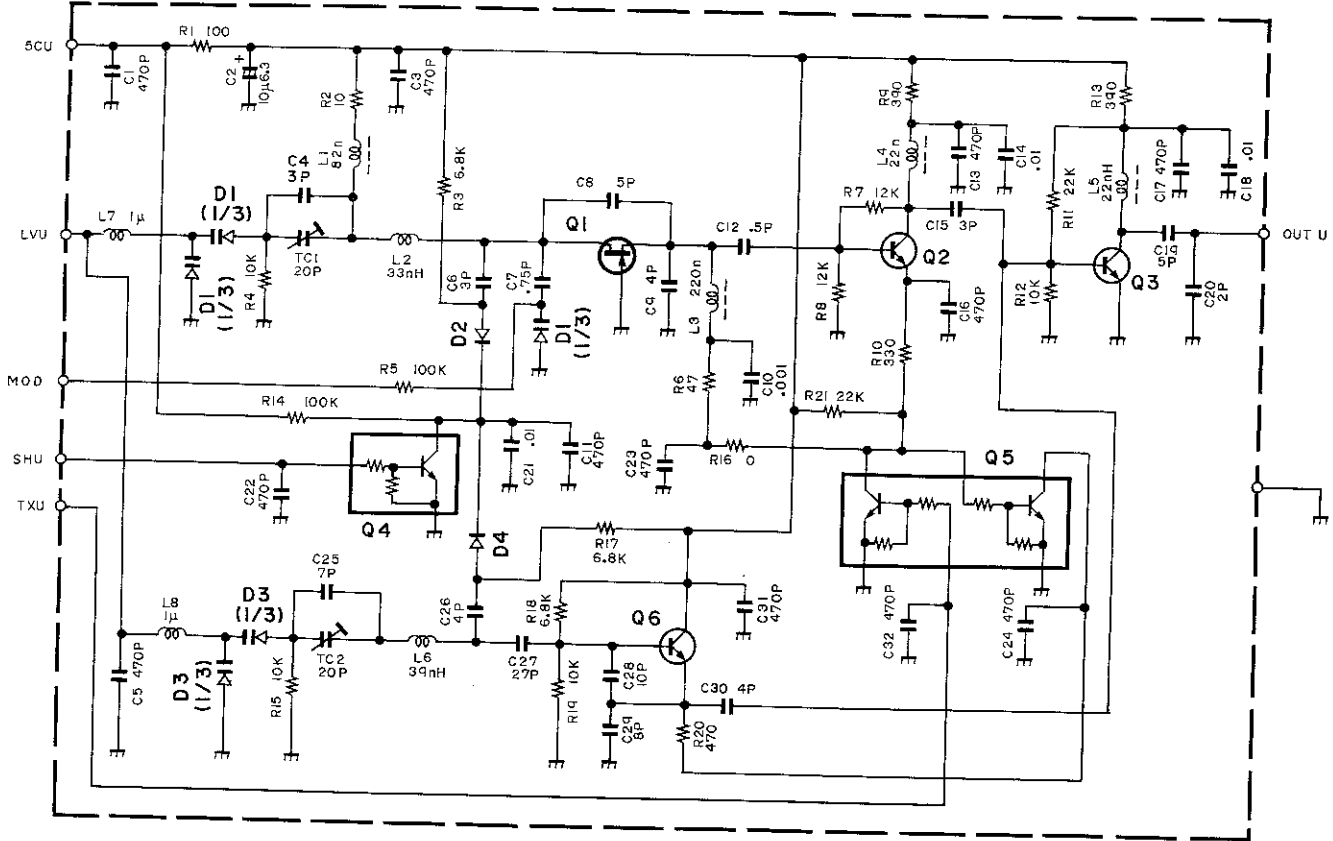 5CU
R1 100
C1 470P
C2 + 10µ6.3
R2 10
L1 82n
C3 470P
R3 6.8K
C4 3P
R9 390
L4 22n
C13 470P
C14 .01
R13 390
R11 22K
L5 22nH
C17 470P
C18 .01
LVU
L7 1µ
D1 (1/3)
D1 (1/3)
R4 10K
TC1 20P
L2 33nH
C6 3P
C7 .75P
C8 5P
Q1
C9 4P
C12 .5P
L3 220n
R7 12K
R8 12K
Q2
C15 3P
C16 470P
R10 330
R12 10K
Q3
C19 5P
C20 2P
OUT U
D2
D1 (1/3)
MOD
R5 100K
R6 47
C10 .001
R14 100K
R21 22K
SHU
C22 470P
Q4
C21 .01
C11 470P
C23 470P
R16 0
Q5
TXU
D4
R17 6.8K
C25 7P
L8 1µ
D3 (1/3)
D3 (1/3)
C5 470P
R15 10K
TC2 20P
L6 39nH
C26 4P
C27 27P
R18 6.8K
R19 10K
Q6
C31 470P
C28 10P
C29 8P
C30 4P
R20 470
C32 470P
C24 470P